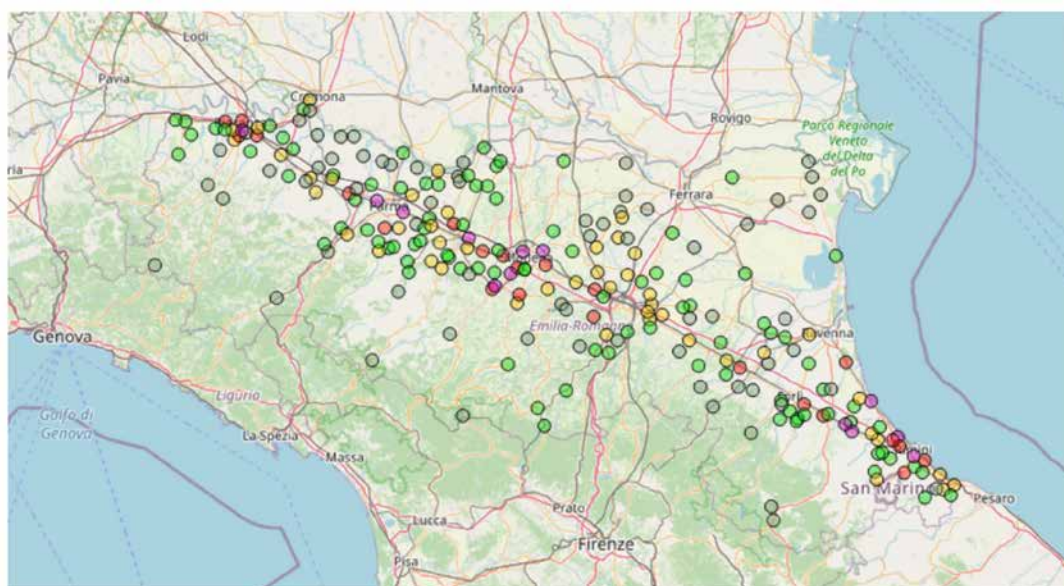 Lodi
Pavia
Cremona
Mantova
Rovigo
Parco Regionale
Veneto
del Delta
del Po
Ferrara
Genova
Emilia-Romagna
Liguria
Golfo di
Genova
La Spezia
Massa
San Marino
Pesaro
Lucca
Prato
Pisa
Firenze